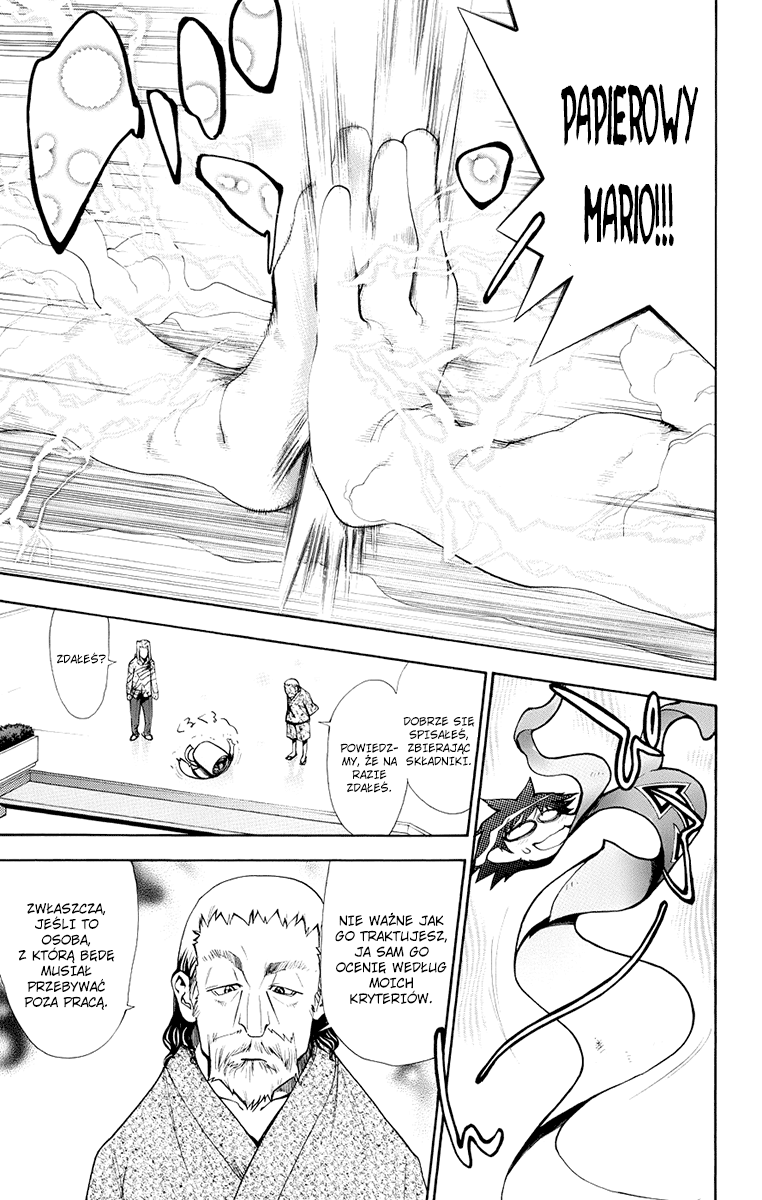 PAPIEROWY
MARIO!!!
DOBRZE SIĘ
SPISAŁEŚ,
ZBIERAJĄC
SKŁADNIKI.
POWIEDZ-
MY, ŻE NA
RAZIE
ZDAŁEŚ.
ZDAŁEŚ?
NIE WAŻNE JAK
GO TRAKTUJESZ,
JA SAM GO
OCENIĘ WEDŁUG
MOICH
KRYTERIÓW.
ZWŁASZCZA,
JEŚLI TO
OSOBA,
Z KTÓRĄ BĘDĘ
MUSIAŁ
PRZEBYWAĆ
POZA PRACĄ.